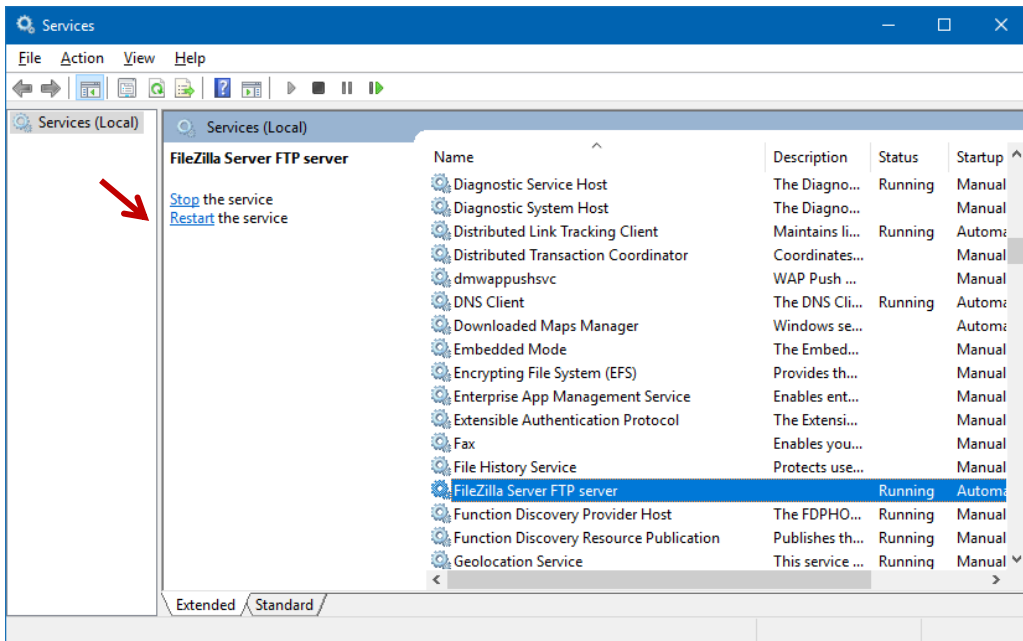 Services
File Action View Help
Services (Local)
Services (Local)
FileZilla Server FTP server
Stop the service
Restart the service
Name Description Status Startup
Diagnostic Service Host The Diagno... Running Manual
Diagnostic System Host The Diagno... Manual
Distributed Link Tracking Client Maintains li... Running Automa
Distributed Transaction Coordinator Coordinates... Manual
dmwappushsvc WAP Push ... Manual
DNS Client The DNS Cli... Running Automa
Downloaded Maps Manager Windows se... Automa
Embedded Mode The Embed... Manual
Encrypting File System (EFS) Provides th... Manual
Enterprise App Management Service Enables ent... Manual
Extensible Authentication Protocol The Extensi... Manual
Fax Enables you... Manual
File History Service Protects use... Manual
FileZilla Server FTP server Running Automa
Function Discovery Provider Host The FDPHO... Running Manual
Function Discovery Resource Publication Publishes th... Running Manual
Geolocation Service This service ... Running Manual
Extended Standard